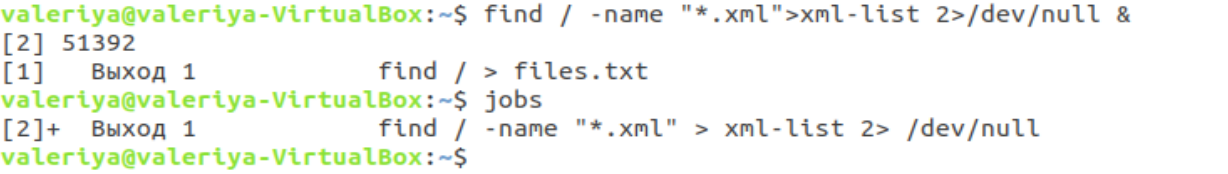 valeriya@valeriya-VirtualBox:~$ find / -name "*.xml">xml-list 2>/dev/null &
[2] 51392
[1]   Выход 1            find / > files.txt
valeriya@valeriya-VirtualBox:~$ jobs
[2]+  Выход 1            find / -name "*.xml" > xml-list 2> /dev/null
valeriya@valeriya-VirtualBox:~$